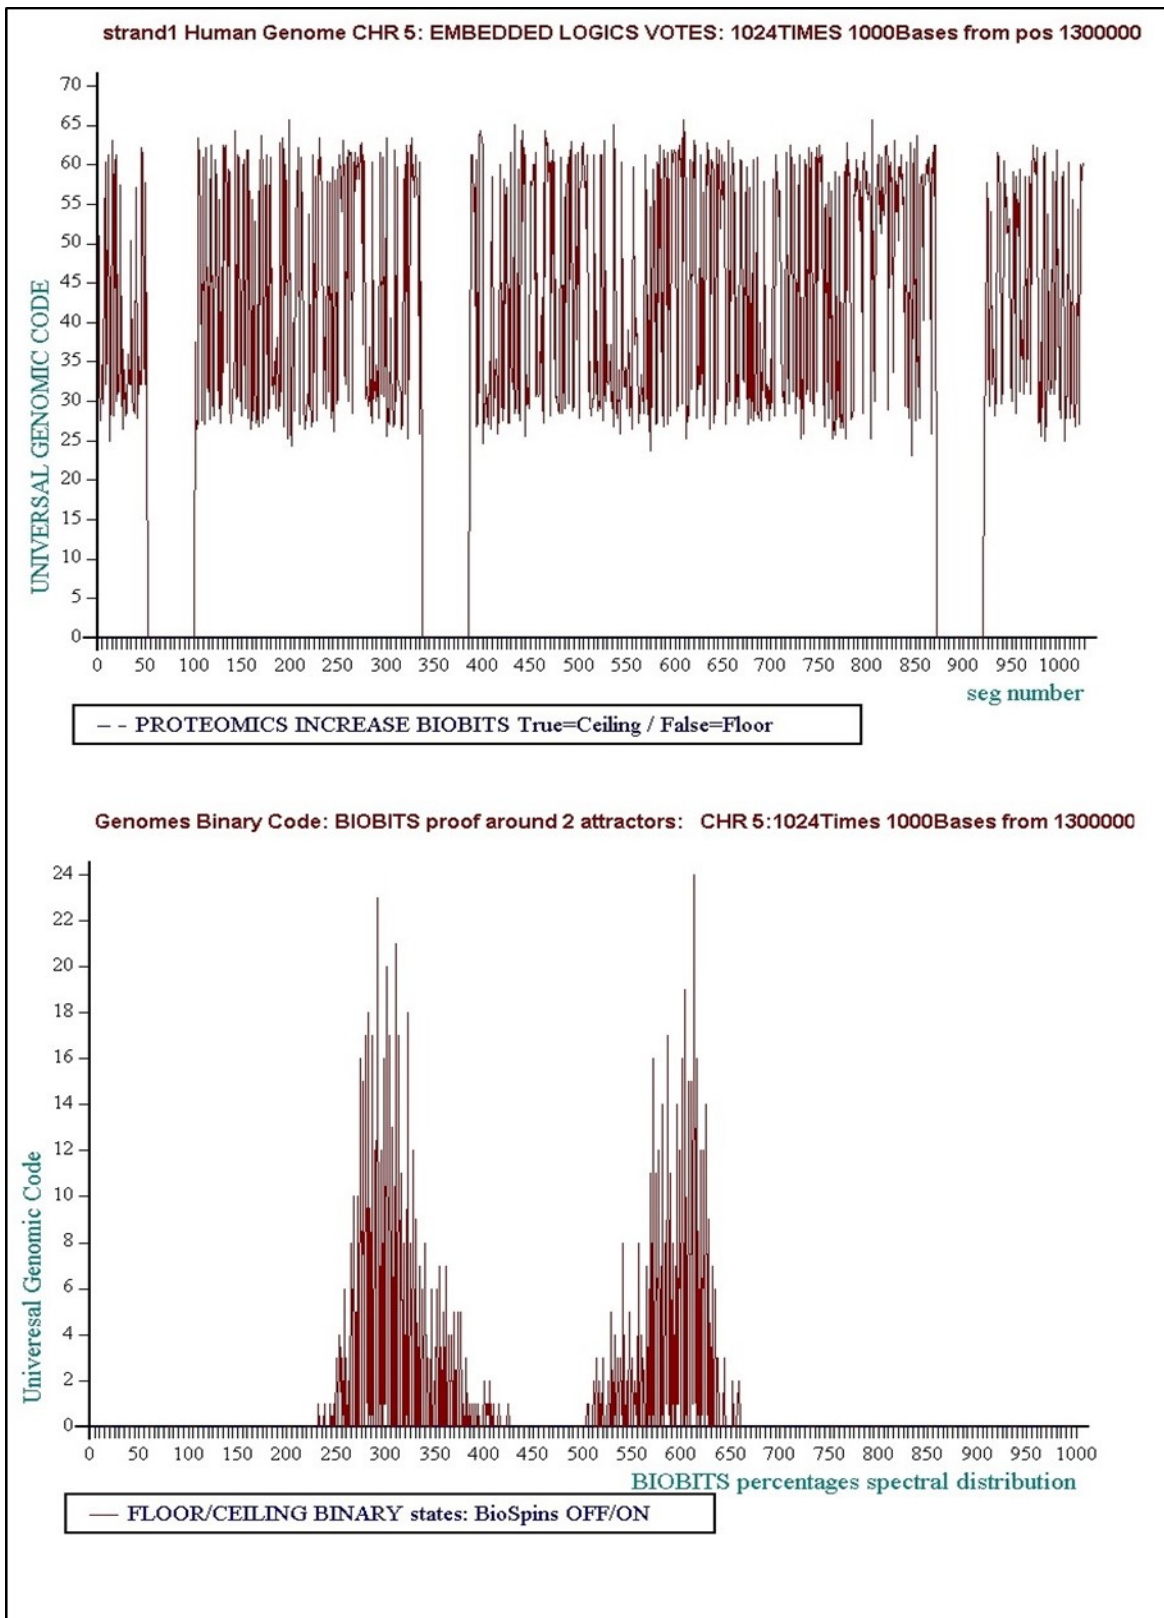 strand1 Human Genome CHR 5: EMBEDDED LOGICS VOTES: 1024TIMES 1000Bases from pos 1300000
70
65
60
55
50
45
40
35
30
25
20
15
10
5
0
UNIVERSAL GENOMIC CODE
0 50 100 150 200 250 300 350 400 450 500 550 600 650 700 750 800 850 900 950 1000
seg number
-- PROTEOMICS INCREASE BIOBITS True=Ceiling / False=Floor
Genomes Binary Code: BIOBITS proof around 2 attractors: CHR 5:1024Times 1000Bases from 1300000
24
22
20
18
16
14
12
10
8
6
4
2
0
Univeresal Genomic Code
0 50 100 150 200 250 300 350 400 450 500 550 600 650 700 750 800 850 900 950 1000
BIOBITS percentages spectral distribution
— FLOOR/CEILING BINARY states: BioSpins OFF/ON